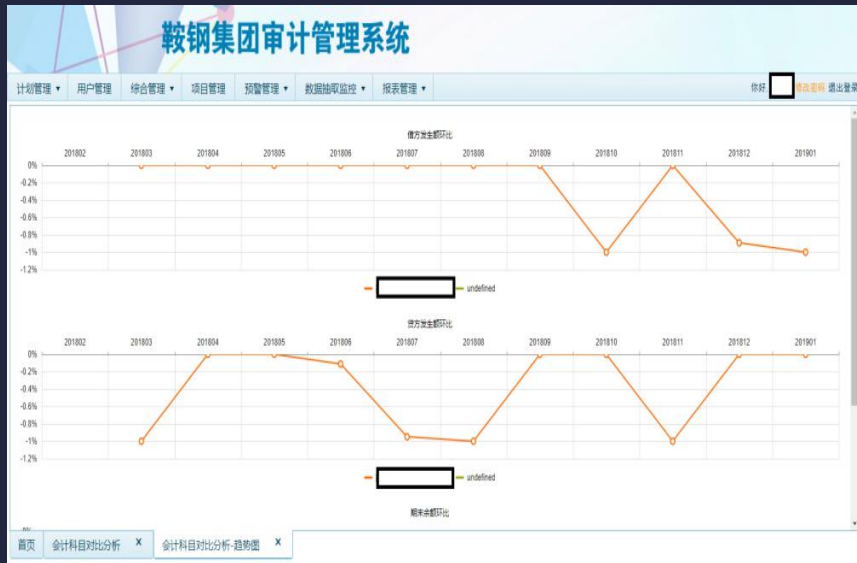 鞍钢集团审计管理系统
计划管理 用户管理 综合管理 项目管理 预警管理 数据抽取监控 报表管理 你好, 修改密码 退出登录
借方发生额环比
201802 201803 201804 201805 201806 201807 201808 201809 201810 201811 201812 201901
0%
-0.2%
-0.4%
-0.6%
-0.8%
-1%
-1.2%
undefined
贷方发生额环比
201802 201803 201804 201805 201806 201807 201808 201809 201810 201811 201812 201901
0%
-0.2%
-0.4%
-0.6%
-0.8%
-1%
-1.2%
undefined
期末余额环比
0%
首页 会计科目对比分析 X 会计科目对比分析-趋势图 X